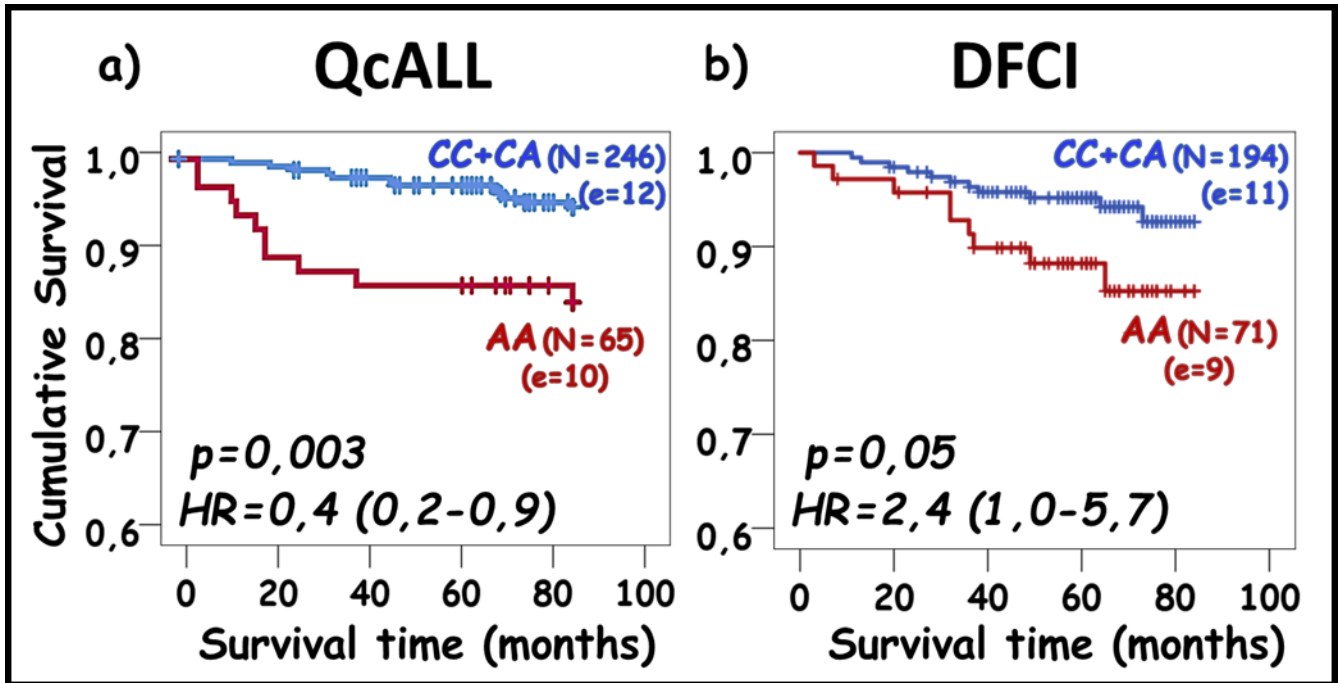 a) QcALL
Cumulative Survival
1,0
0,9
0,8
0,7
0,6
CC+CA (N=246)
(e=12)
AA (N=65)
(e=10)
p=0,003
HR=0,4 (0,2-0,9)
0 20 40 60 80 100
Survival time (months)
b) DFCI
1,0
0,9
0,8
0,7
0,6
CC+CA (N=194)
(e=11)
AA (N=71)
(e=9)
p=0,05
HR=2,4 (1,0-5,7)
0 20 40 60 80 100
Survival time (months)